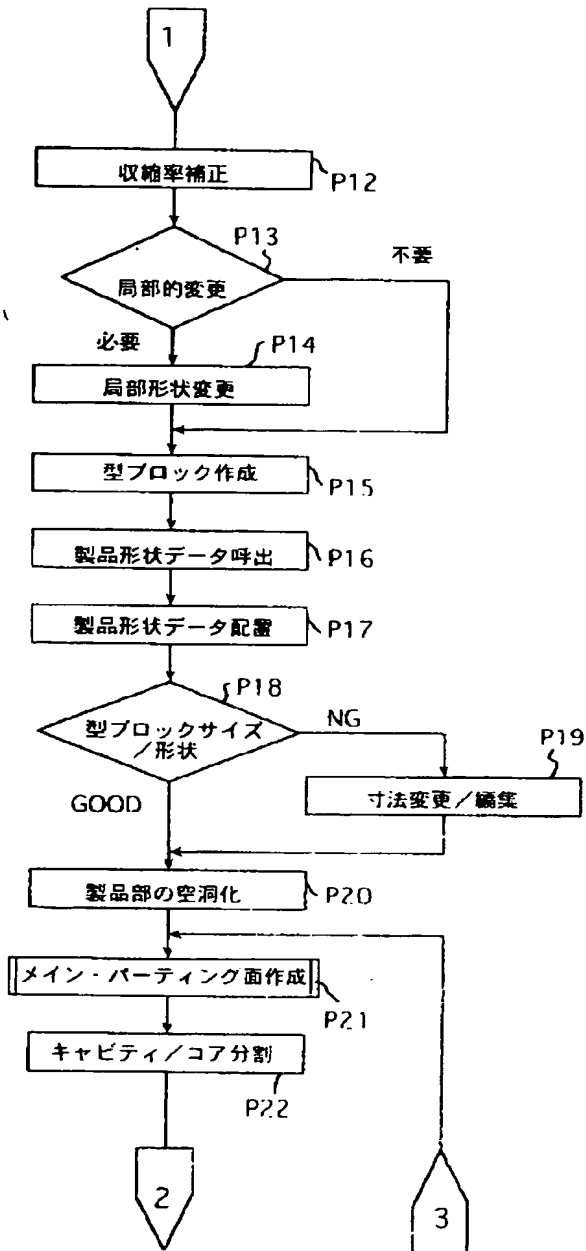 1
収縮率補正
P12
P13
局部的変更
不要
必要
P14
局部形状変更
型ブロック作成
P15
製品形状データ呼出
P16
製品形状データ配置
P17
P18
型ブロックサイズ
／形状
NG
P19
寸法変更／編集
GOOD
製品部の空洞化
P20
メイン・パーティング面作成
P21
キャビティ／コア分割
P22
2
3